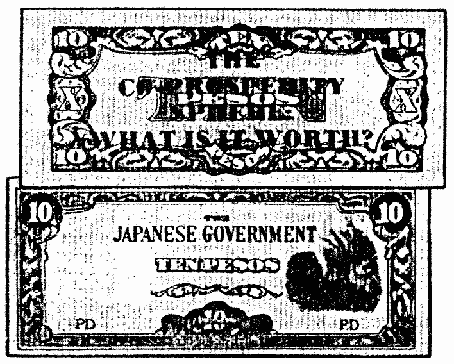 10 10
THE
CO-PROSPERITY
SPHERE:
WHAT IS IT WORTH?
10 10
10 10
THE
JAPANESE GOVERNMENT
TEN PESOS
PD PD